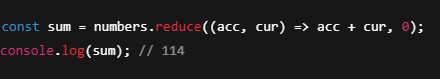 const sum = numbers.reduce((acc, cur) => acc + cur, 0);
console.log(sum); // 114